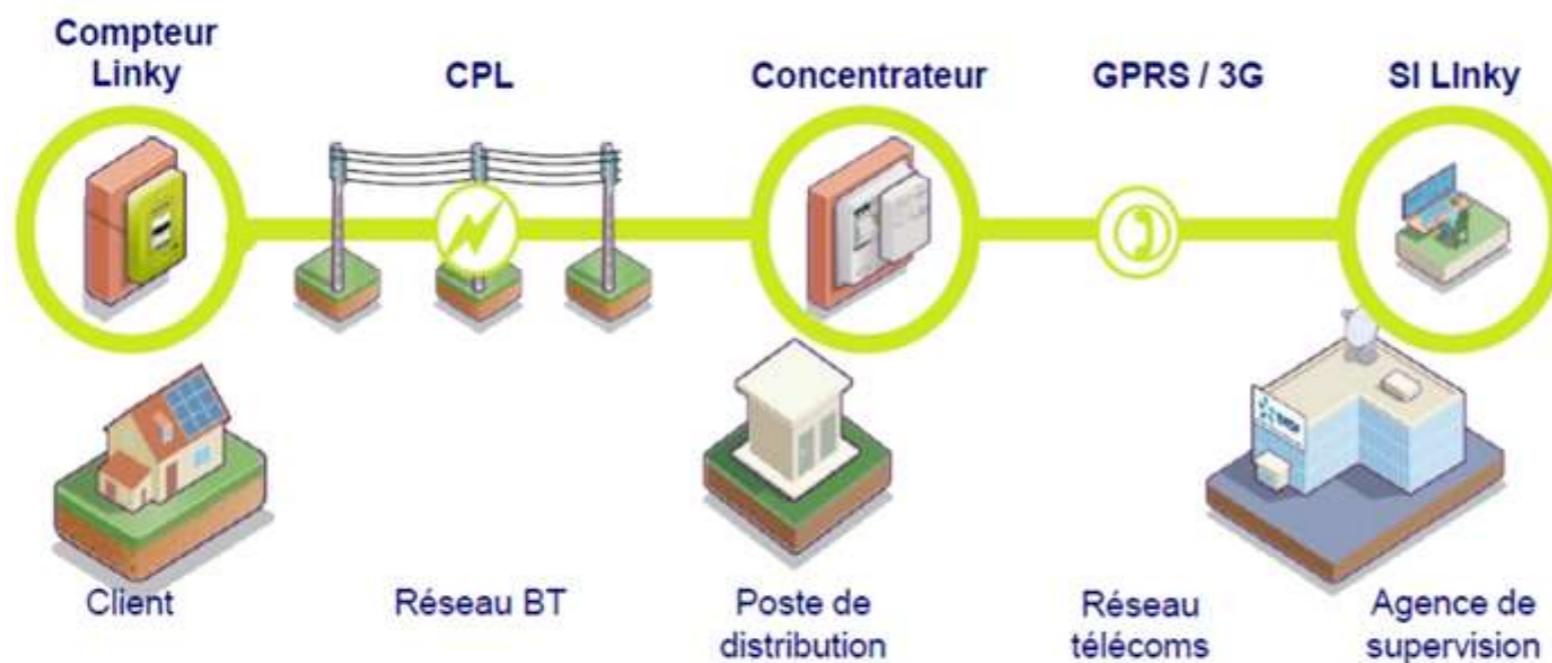 Compteur
Linky
CPL
Concentrateur
GPRS / 3G
SI Linky
Client
Réseau BT
Poste de
distribution
Réseau
télécoms
Agence de
supervision